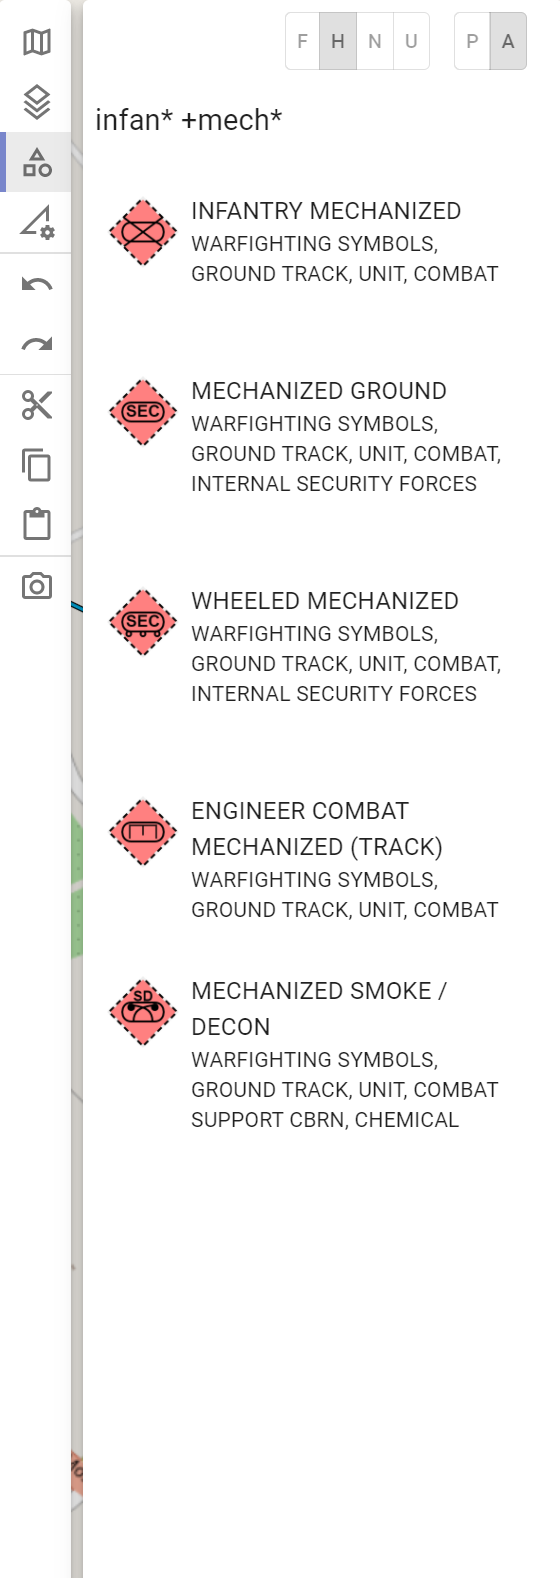 F H N U P A
infan* +mech*
INFANTRY MECHANIZED
WARFIGHTING SYMBOLS,
GROUND TRACK, UNIT, COMBAT
SEC
MECHANIZED GROUND
WARFIGHTING SYMBOLS,
GROUND TRACK, UNIT, COMBAT,
INTERNAL SECURITY FORCES
SEC
WHEELED MECHANIZED
WARFIGHTING SYMBOLS,
GROUND TRACK, UNIT, COMBAT,
INTERNAL SECURITY FORCES
ENGINEER COMBAT
MECHANIZED (TRACK)
WARFIGHTING SYMBOLS,
GROUND TRACK, UNIT, COMBAT
SD
MECHANIZED SMOKE /
DECON
WARFIGHTING SYMBOLS,
GROUND TRACK, UNIT, COMBAT
SUPPORT CBRN, CHEMICAL